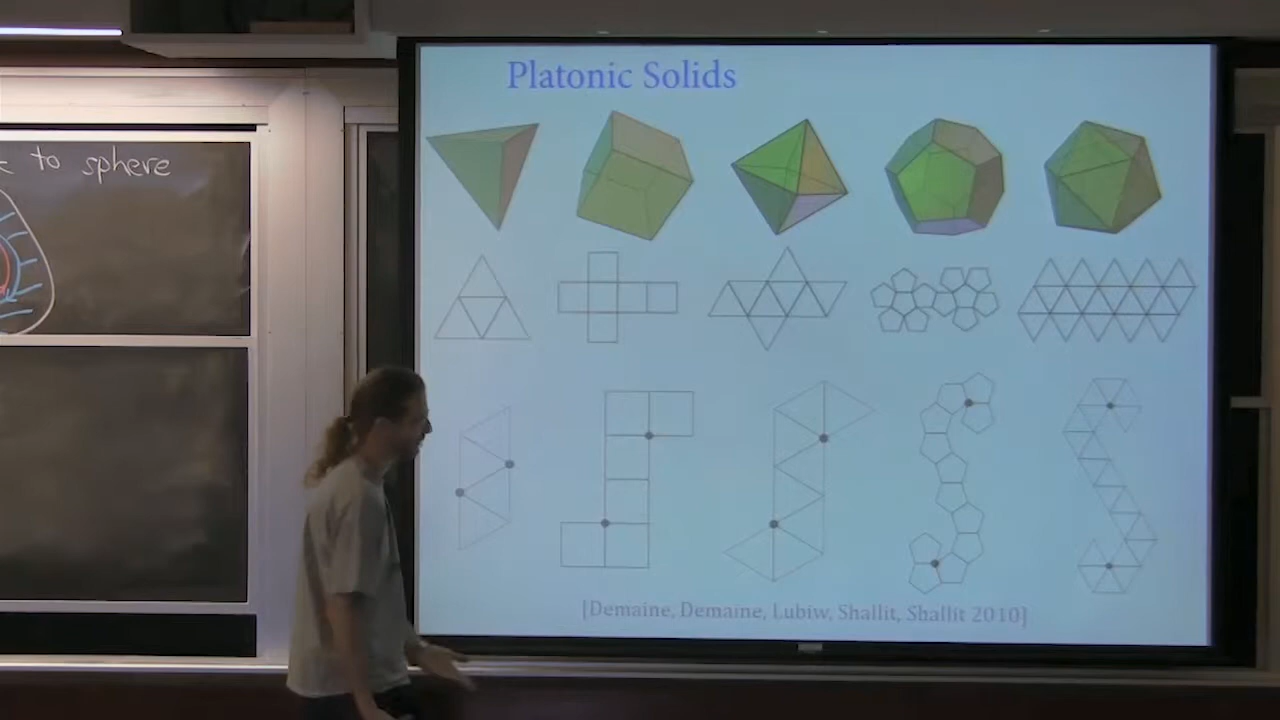 Platonic Solids
to sphere
[Demaine, Demaine, Lubiw, Shallit, Shallit 2010]